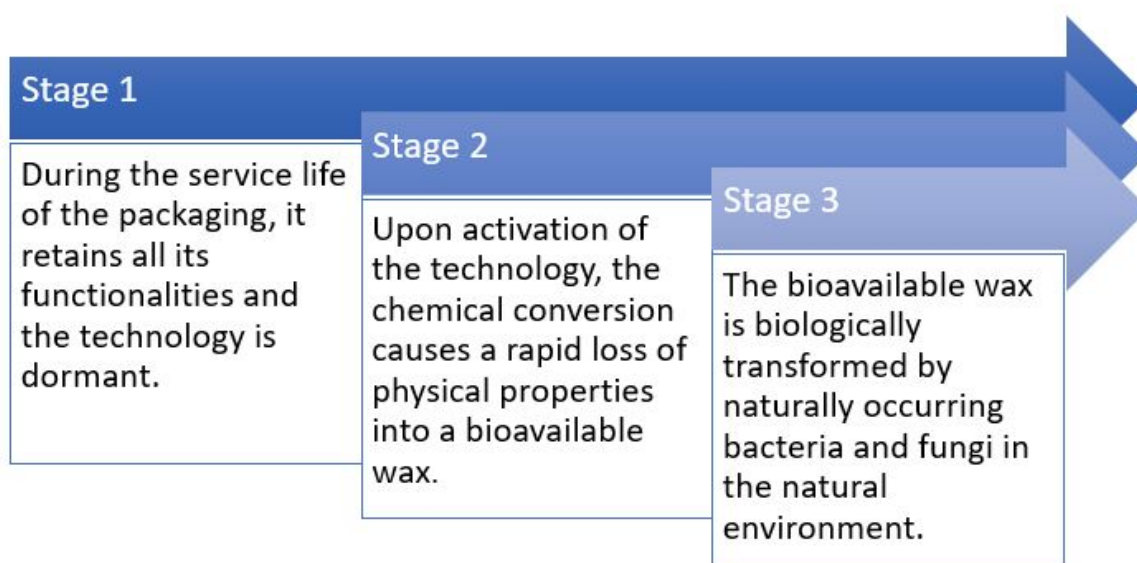 Stage 1
During the service life
of the packaging, it
retains all its
functionalities and
the technology is
dormant.
Stage 2
Upon activation of
the technology, the
chemical conversion
causes a rapid loss of
physical properties
into a bioavailable
wax.
Stage 3
The bioavailable wax
is biologically
transformed by
naturally occurring
bacteria and fungi in
the natural
environment.